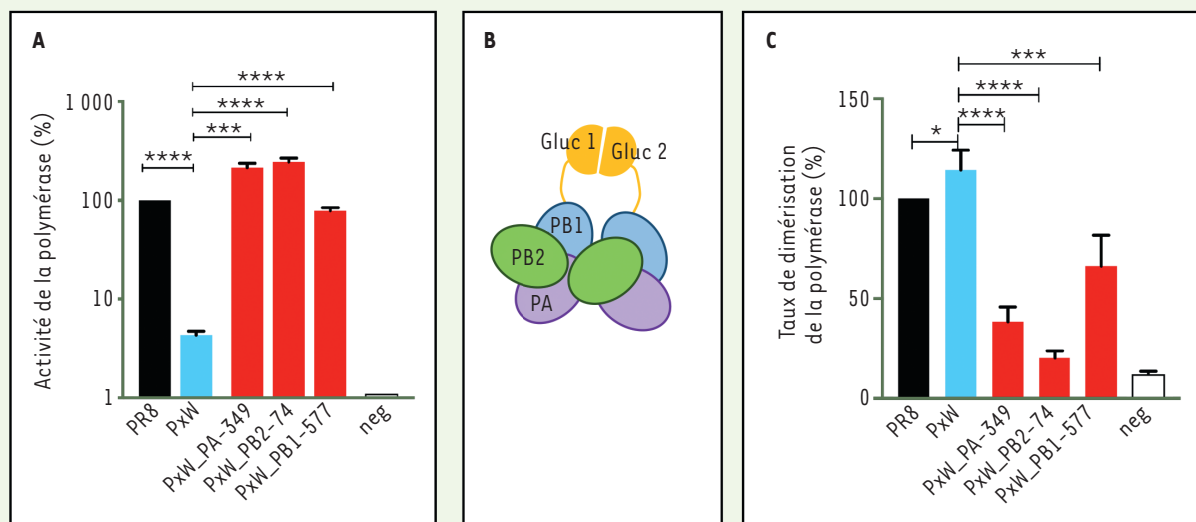 A
Activité de la polymérase (%)
1 000
100
10
1
****
****
***
****
PR8
PxW
PxW_PA-349
PxW_PB2-74
PxW_PB1-577
neg
B
Gluc 1
Gluc 2
PB1
PB2
PA
C
Taux de dimérisation
de la polymérase (%)
150
100
50
0
***
****
****
*
PR8
PxW
PxW_PA-349
PxW_PB2-74
PxW_PB1-577
neg